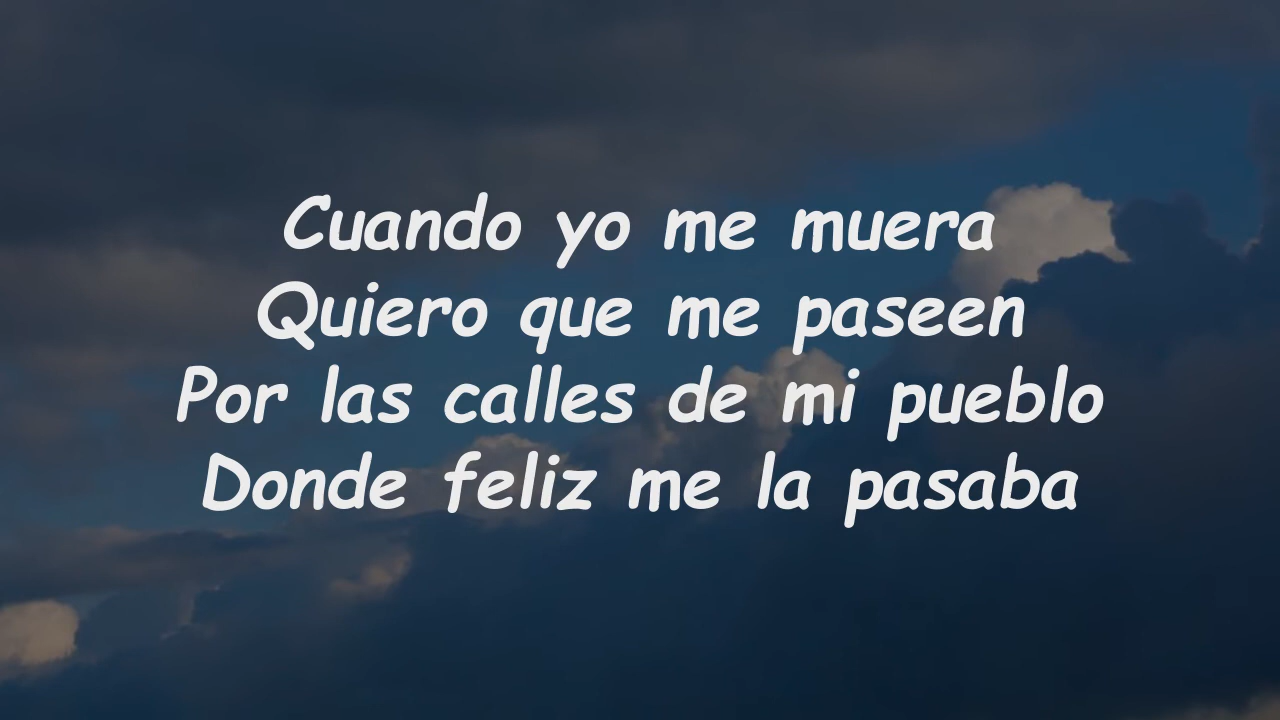 Cuando yo me muera
Quiero que me paseen
Por las calles de mi pueblo
Donde feliz me la pasaba